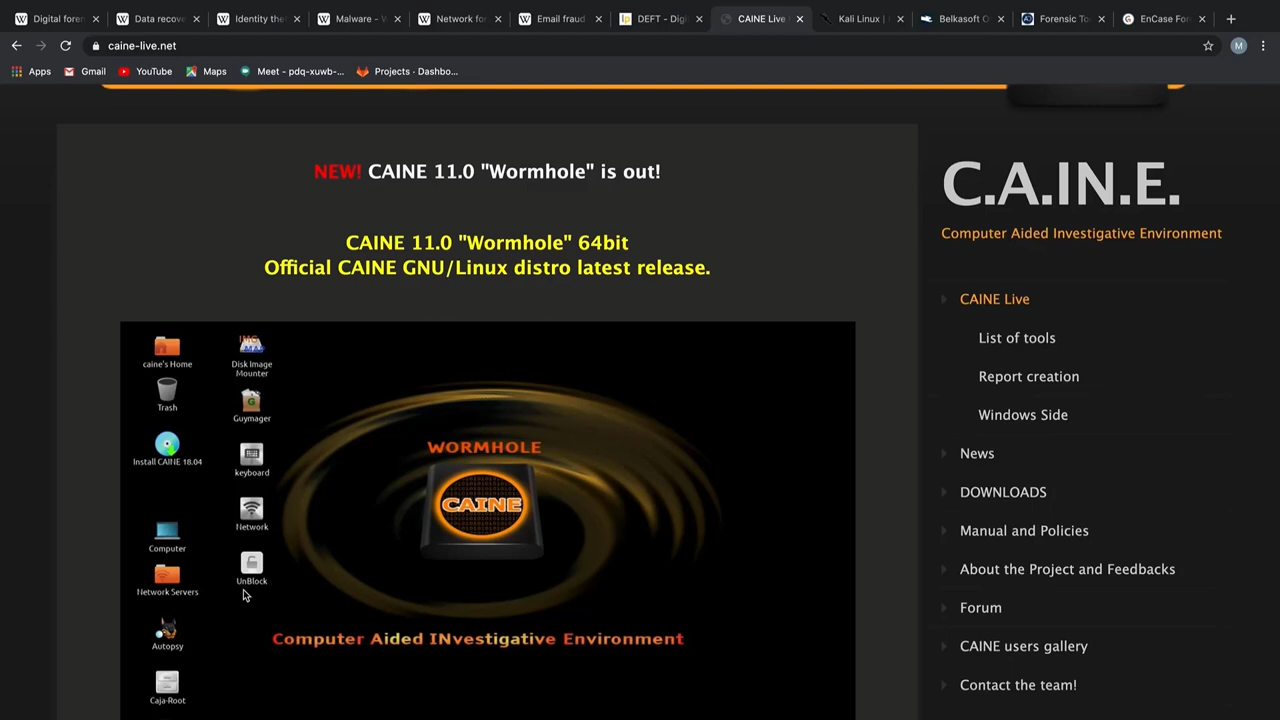 Digital foren
Data recove
Identity the
Malware - W
Network for
Email fraud
DEFT - Digi
CAINE Live
Kali Linux |
Belkasoft
Forensic To
EnCase For
caine-live.net
M
Apps
Gmail
YouTube
Maps
Meet - pdq-xuwb-...
Projects · Dashbo...
NEW! CAINE 11.0 "Wormhole" is out!
CAINE 11.0 "Wormhole" 64bit
Official CAINE GNU/Linux distro latest release.
caine's Home
Trash
Install CAINE 18.04
Computer
Network Servers
Autopsy
Caja-Root
Disk Image
Mounter
Guymager
keyboard
Network
UnBlock
WORMHOLE
CAINE
Computer Aided INvestigative Environment
C.A.IN.E.
Computer Aided Investigative Environment
CAINE Live
List of tools
Report creation
Windows Side
News
DOWNLOADS
Manual and Policies
About the Project and Feedbacks
Forum
CAINE users gallery
Contact the team!